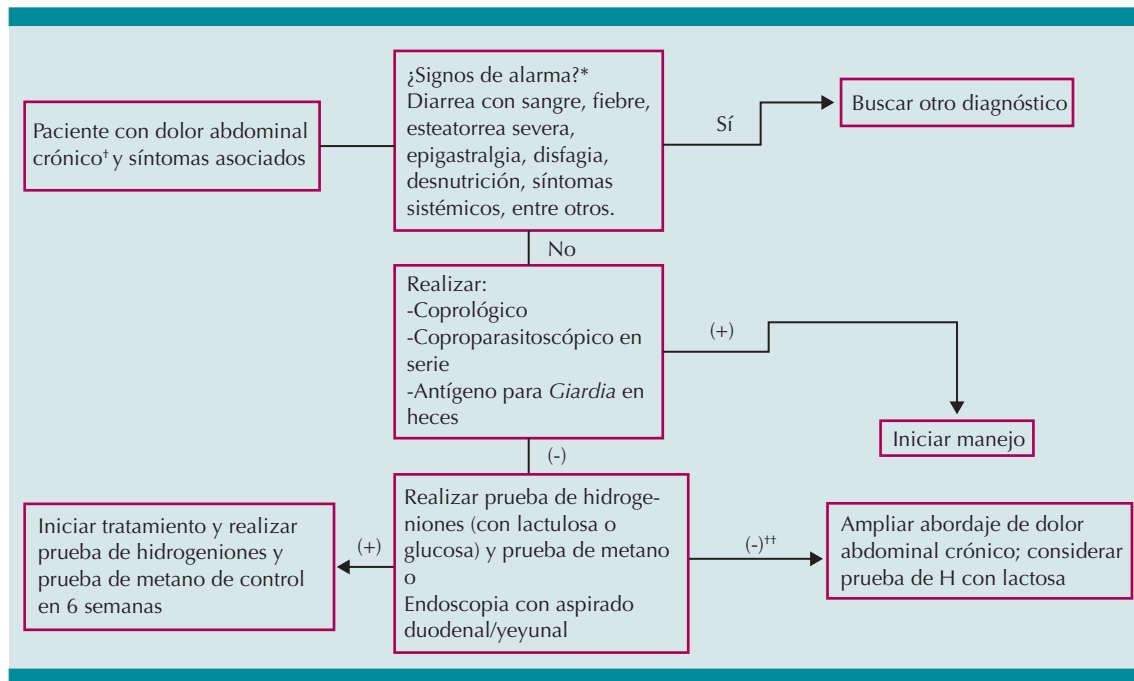 Paciente con dolor abdominal
crónico† y síntomas asociados
¿Signos de alarma?*
Diarrea con sangre, fiebre,
esteatorrea severa,
epigastralgia, disfagia,
desnutrición, síntomas
sistémicos, entre otros.
Sí
Buscar otro diagnóstico
No
Realizar:
-Coprológico
-Coproparasitoscópico en
serie
-Antígeno para Giardia en
heces
(+)
Iniciar manejo
(-)
Realizar prueba de hidroge-
niones (con lactulosa o
glucosa) y prueba de metano
o
Endoscopia con aspirado
duodenal/yeyunal
(+)
Iniciar tratamiento y realizar
prueba de hidrogeniones y
prueba de metano de control
en 6 semanas
(-)††
Ampliar abordaje de dolor
abdominal crónico; considerar
prueba de H con lactosa